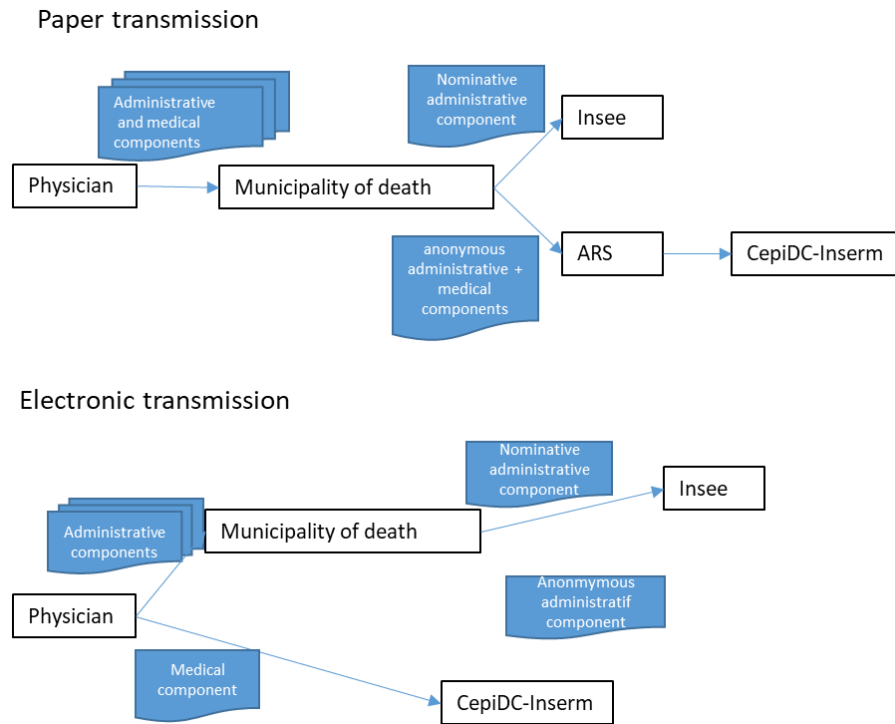 Paper transmission
Administrative
and medical
components
Nominative
administrative
component
Insee
Physician
Municipality of death
anonymous
administrative +
medical
components
ARS
CepiDC-Inserm
Electronic transmission
Nominative
administrative
component
Insee
Administrative
components
Municipality of death
Anonmymous
administratif
component
Physician
Medical
component
CepiDC-Inserm